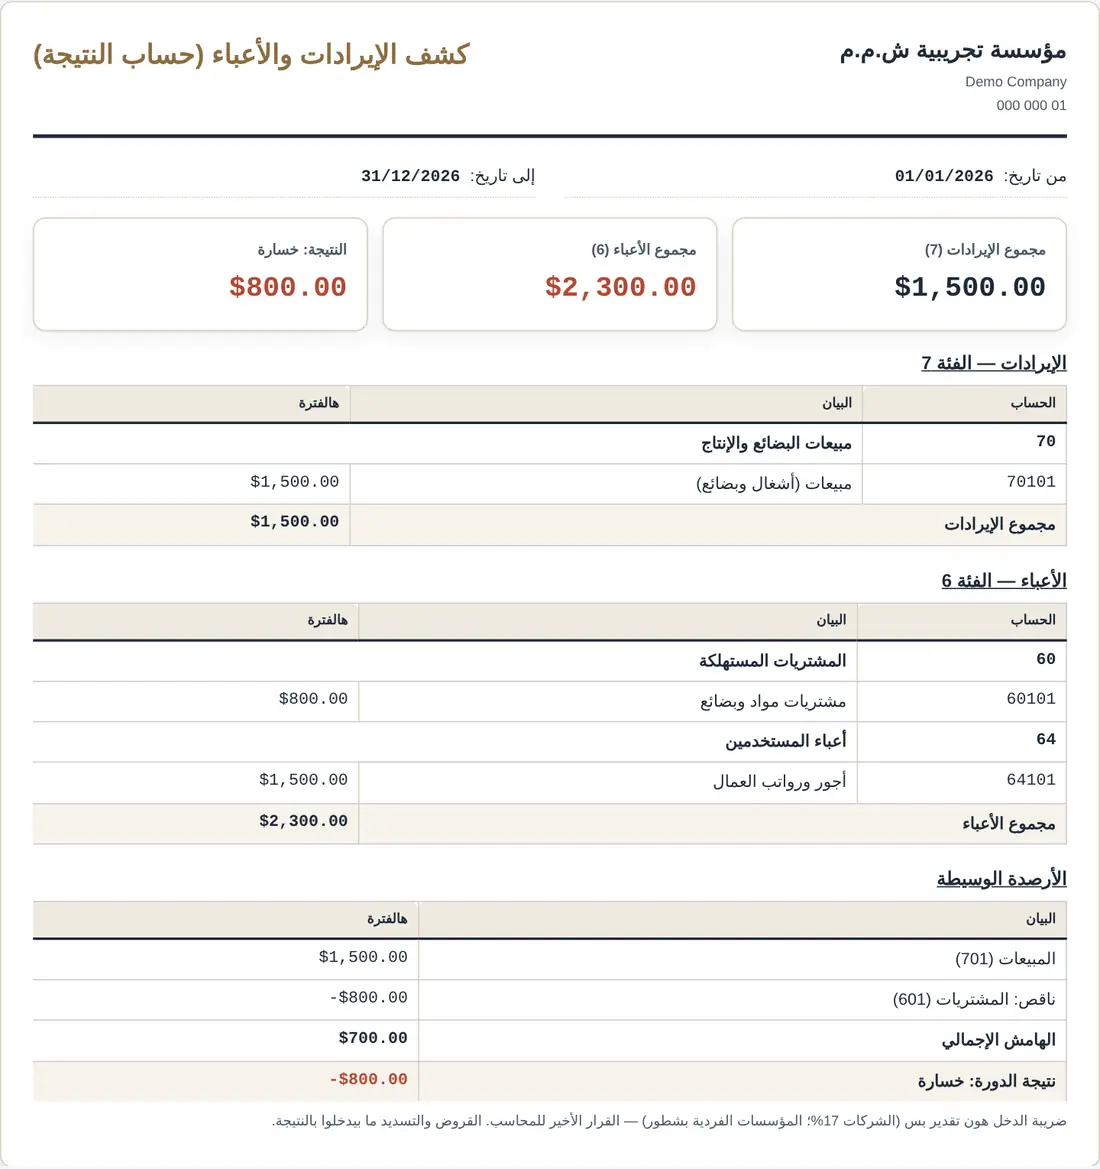 مؤسسة تجريبية ش.م.م
كشف الإيرادات والأعباء (حساب النتيجة)
Demo Company
000 000 01
من تاريخ: 01/01/2026
إلى تاريخ: 31/12/2026
مجموع الإيرادات (7)
$1,500.00
مجموع الأعباء (6)
$2,300.00
النتيجة: خسارة
$800.00
الإيرادات — الفئة 7
الحساب البيان هالفترة
70 مبيعات البضائع والإنتاج
70101 مبيعات (أشغال وبضائع) $1,500.00
مجموع الإيرادات $1,500.00
الأعباء — الفئة 6
الحساب البيان هالفترة
60 المشتريات المستهلكة
60101 مشتريات مواد وبضائع $800.00
64 أعباء المستخدمين
64101 أجور ورواتب العمال $1,500.00
مجموع الأعباء $2,300.00
الأرصدة الوسيطة
البيان هالفترة
المبيعات (701) $1,500.00
ناقص: المشتريات (601) -$800.00
الهامش الإجمالي $700.00
نتيجة الدورة: خسارة -$800.00
ضريبة الدخل هون تقدير بس (الشركات 17%؛ المؤسسات الفردية بشطور) — القرار الأخير للمحاسب. القروض والتسديد ما بيدخلوا بالنتيجة.